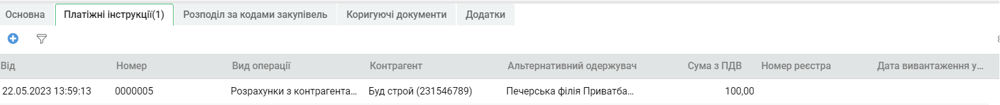 Основна Платіжні інструкції(1) Розподіл за кодами закупівель Коригуючі документи Додатки
Від Номер Вид операції Контрагент Альтернативний одержувач Сума з ПДВ Номер реєстра Дата вивантаження у...
22.05.2023 13:59:13 0000005 Розрахунки з контрагента... Буд строй (231546789) Печерська філія Приватба... 100,00